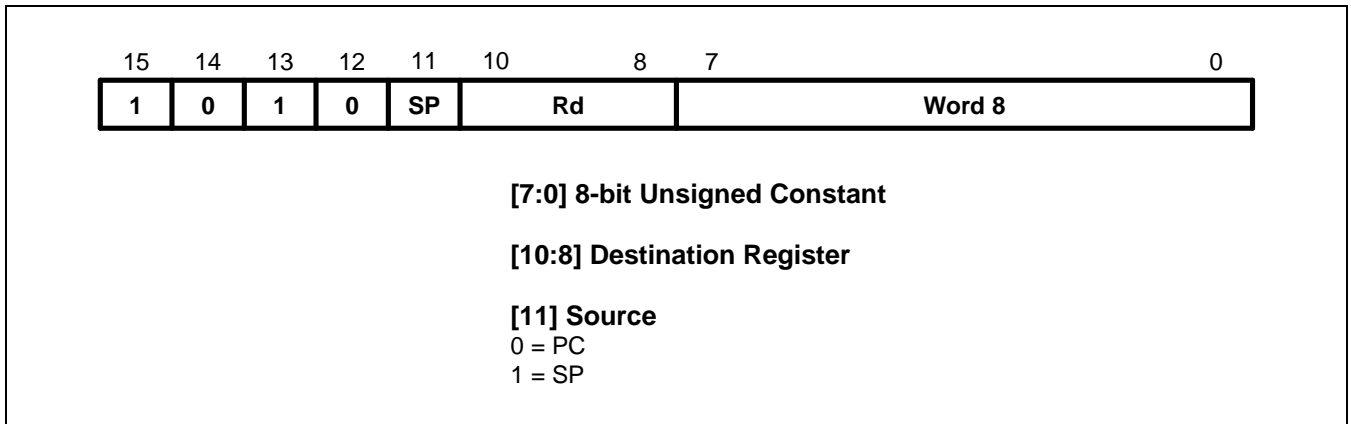 15 14 13 12 11 10 8 7 0
1 0 1 0 SP Rd Word 8
[7:0] 8-bit Unsigned Constant
[10:8] Destination Register
[11] Source
0 = PC
1 = SP